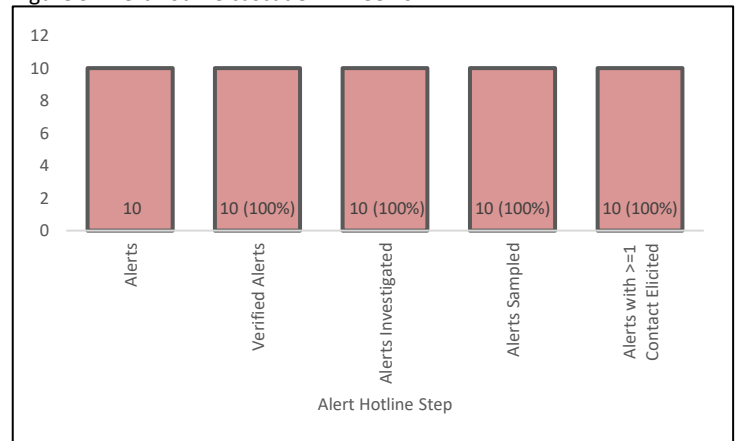 12
10
8
6
4
2
0
10
10 (100%)
10 (100%)
10 (100%)
10 (100%)
Alerts
Verified Alerts
Alerts Investigated
Alerts Sampled
Alerts with >=1
Contact Elicited
Alert Hotline Step